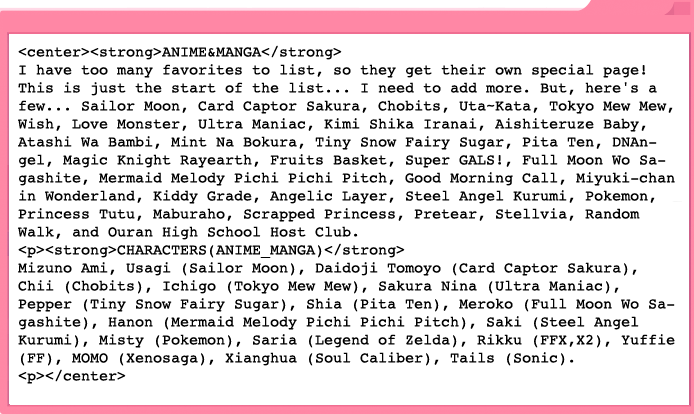 <center><strong>ANIME&MANGA</strong>
I have too many favorites to list, so they get their own special page!
This is just the start of the list... I need to add more. But, here's a
few... Sailor Moon, Card Captor Sakura, Chobits, Uta~Kata, Tokyo Mew Mew,
Wish, Love Monster, Ultra Maniac, Kimi Shika Iranai, Aishiteruze Baby,
Atashi Wa Bambi, Mint Na Bokura, Tiny Snow Fairy Sugar, Pita Ten, DNAn-
gel, Magic Knight Rayearth, Fruits Basket, Super GALS!, Full Moon Wo Sa-
gashite, Mermaid Melody Pichi Pichi Pitch, Good Morning Call, Miyuki-chan
in Wonderland, Kiddy Grade, Angelic Layer, Steel Angel Kurumi, Pokemon,
Princess Tutu, Maburaho, Scrapped Princess, Pretear, Stellvia, Random
Walk, and Ouran High School Host Club.
<p><strong>CHARACTERS(ANIME_MANGA)</strong>
Mizuno Ami, Usagi (Sailor Moon), Daidoji Tomoyo (Card Captor Sakura),
Chii (Chobits), Ichigo (Tokyo Mew Mew), Sakura Nina (Ultra Maniac),
Pepper (Tiny Snow Fairy Sugar), Shia (Pita Ten), Meroko (Full Moon Wo Sa-
gashite), Hanon (Mermaid Melody Pichi Pichi Pitch), Saki (Steel Angel
Kurumi), Misty (Pokemon), Saria (Legend of Zelda), Rikku (FFX,X2), Yuffie
(FF), MOMO (Xenosaga), Xianghua (Soul Caliber), Tails (Sonic).
<p></center>